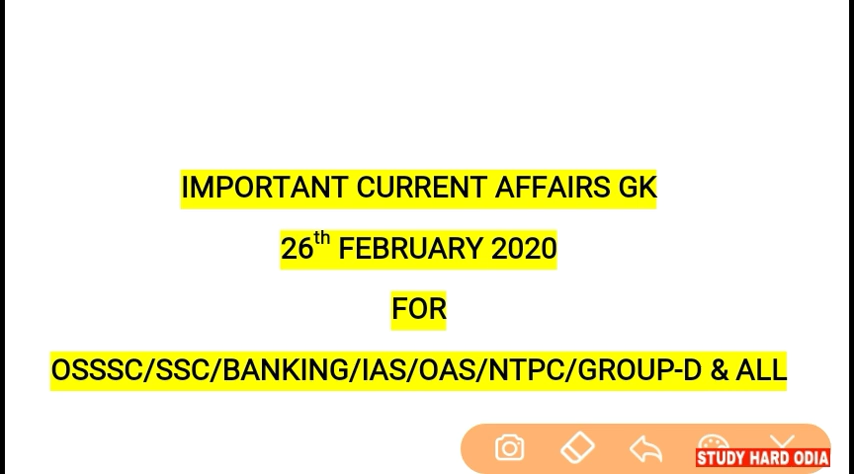 IMPORTANT CURRENT AFFAIRS GK
26th FEBRUARY 2020
FOR
OSSSC/SSC/BANKING/IAS/OAS/NTPC/GROUP-D & ALL
STUDY HARD ODIA